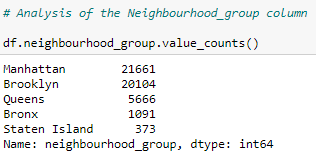 # Analysis of the Neighbourhood_group column
df.neighbourhood_group.value_counts()
Manhattan 21661
Brooklyn 20104
Queens 5666
Bronx 1091
Staten Island 373
Name: neighbourhood_group, dtype: int64